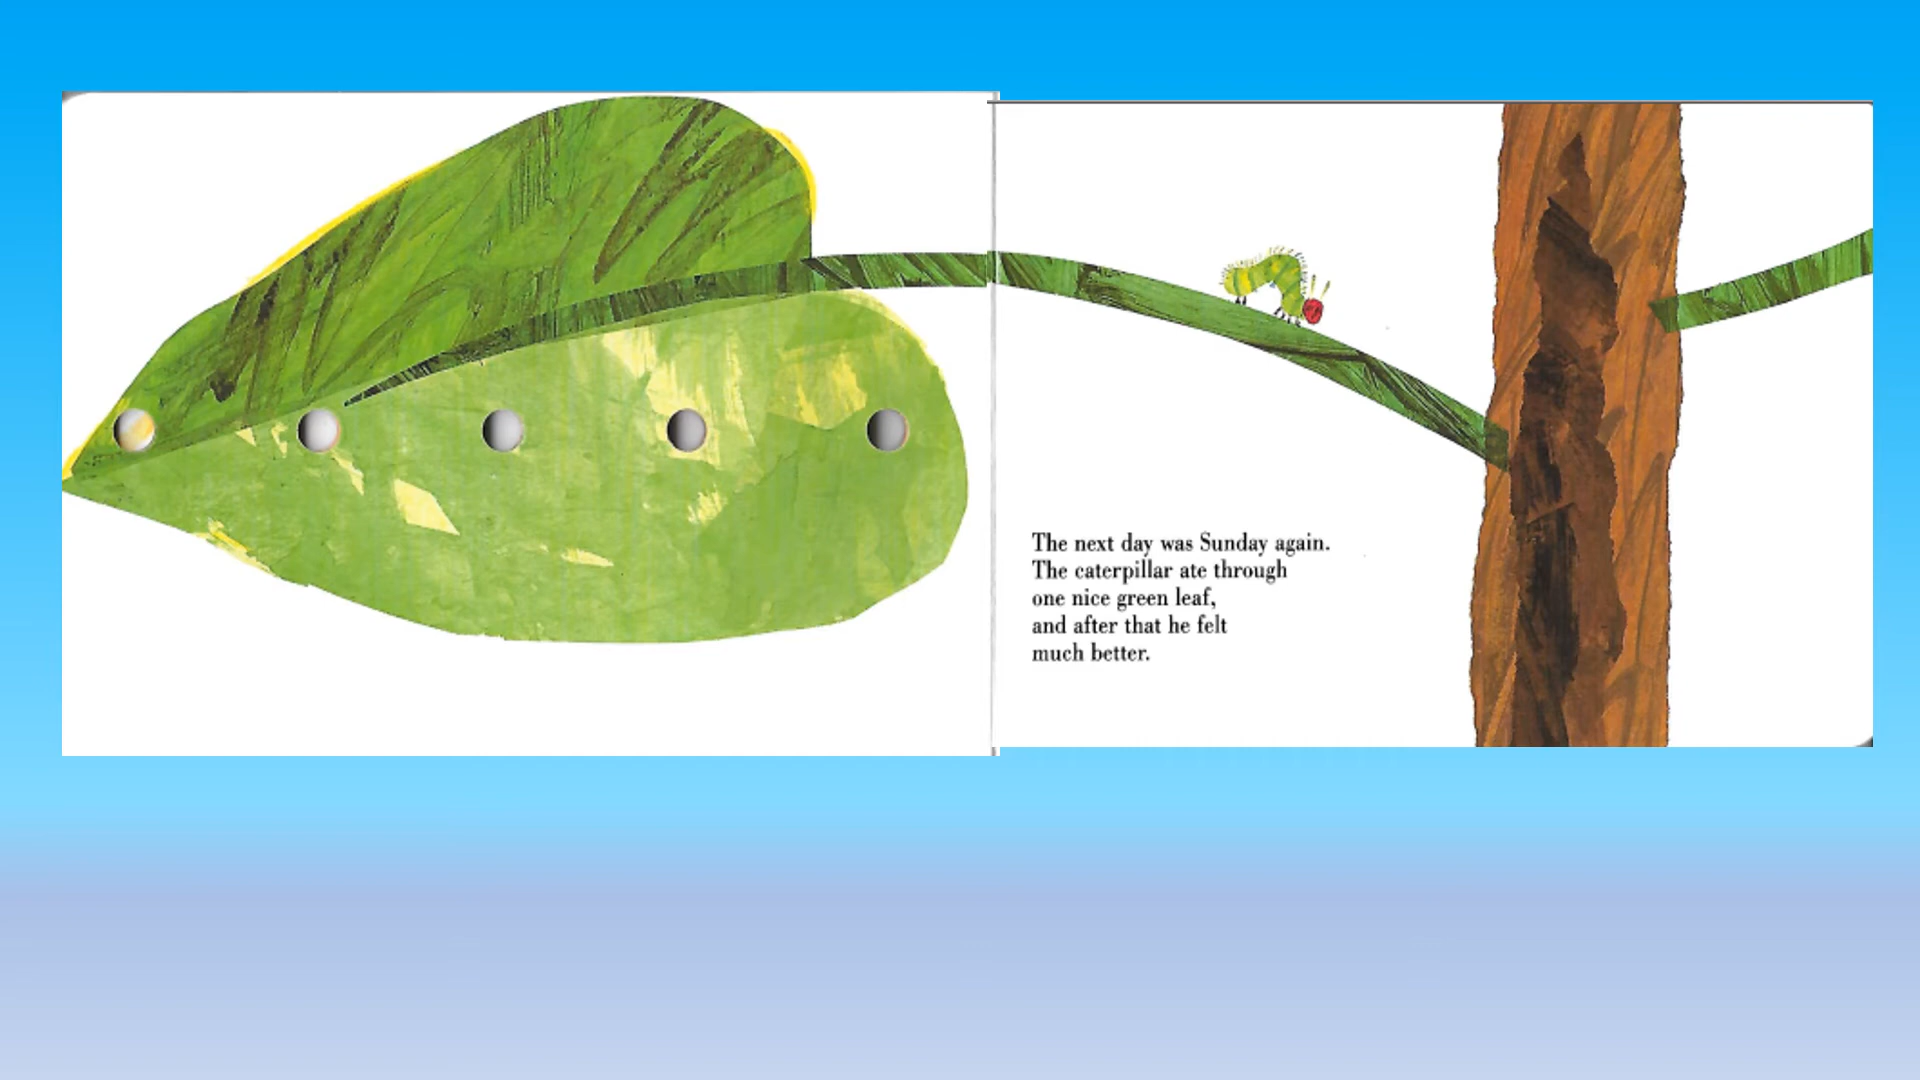 The next day was Sunday again.
The caterpillar ate through
one nice green leaf,
and after that he felt
much better.